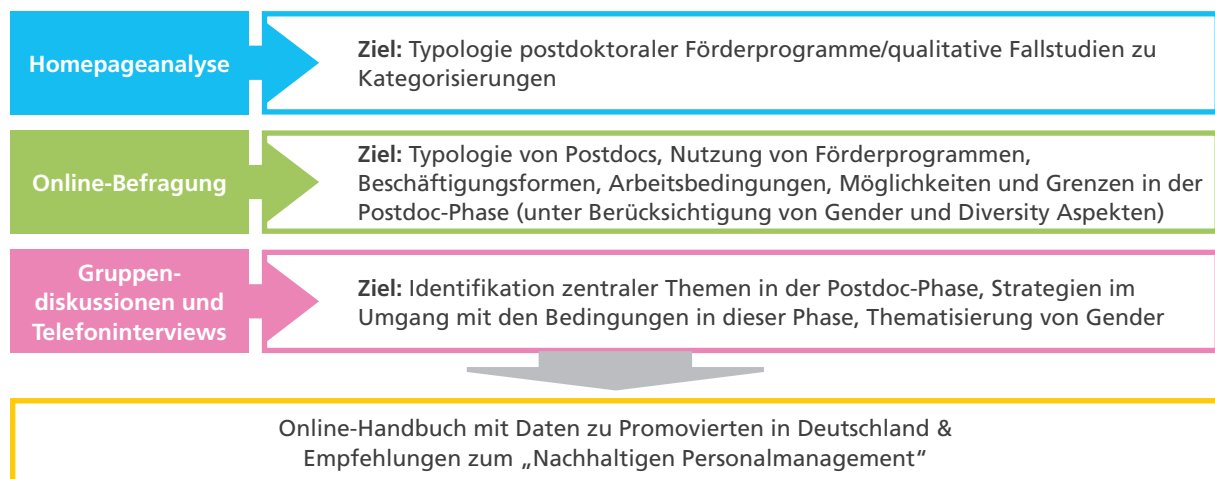 Homepageanalyse
Ziel: Typologie postdoktoraler Förderprogramme/qualitative Fallstudien zu
Kategorisierungen
Online-Befragung
Ziel: Typologie von Postdocs, Nutzung von Förderprogrammen,
Beschäftigungsformen, Arbeitsbedingungen, Möglichkeiten und Grenzen in der
Postdoc-Phase (unter Berücksichtigung von Gender und Diversity Aspekten)
Gruppen-
diskussionen und
Telefoninterviews
Ziel: Identifikation zentraler Themen in der Postdoc-Phase, Strategien im
Umgang mit den Bedingungen in dieser Phase, Thematisierung von Gender
Online-Handbuch mit Daten zu Promovierten in Deutschland &
Empfehlungen zum „Nachhaltigen Personalmanagement“